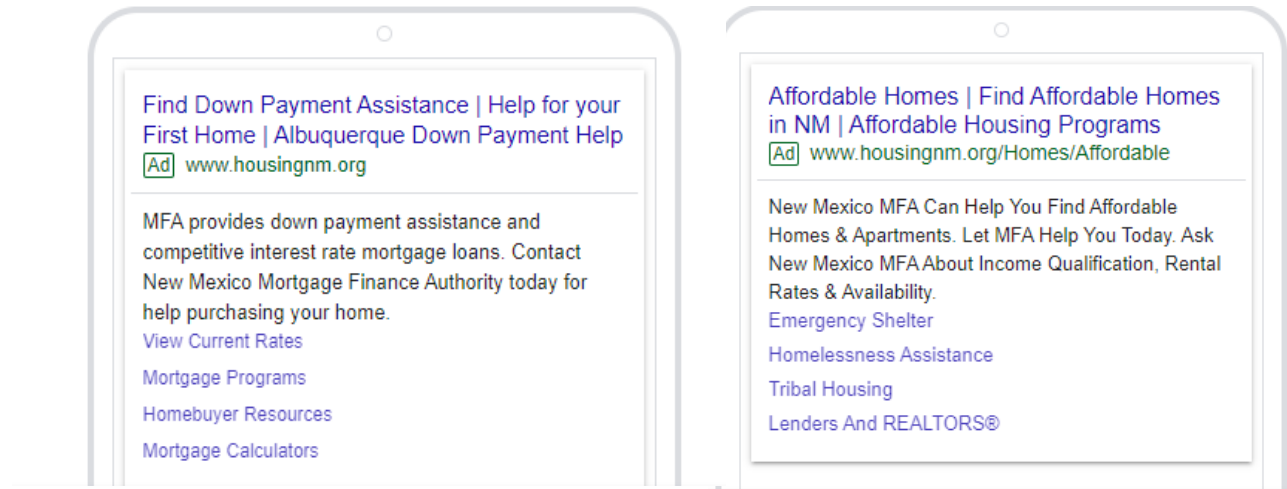 Find Down Payment Assistance | Help for your
First Home | Albuquerque Down Payment Help
Ad www.housingnm.org
MFA provides down payment assistance and
competitive interest rate mortgage loans. Contact
New Mexico Mortgage Finance Authority today for
help purchasing your home.
View Current Rates
Mortgage Programs
Homebuyer Resources
Mortgage Calculators
Affordable Homes | Find Affordable Homes
in NM | Affordable Housing Programs
Ad www.housingnm.org/Homes/Affordable
New Mexico MFA Can Help You Find Affordable
Homes & Apartments. Let MFA Help You Today. Ask
New Mexico MFA About Income Qualification, Rental
Rates & Availability.
Emergency Shelter
Homelessness Assistance
Tribal Housing
Lenders And REALTORS®